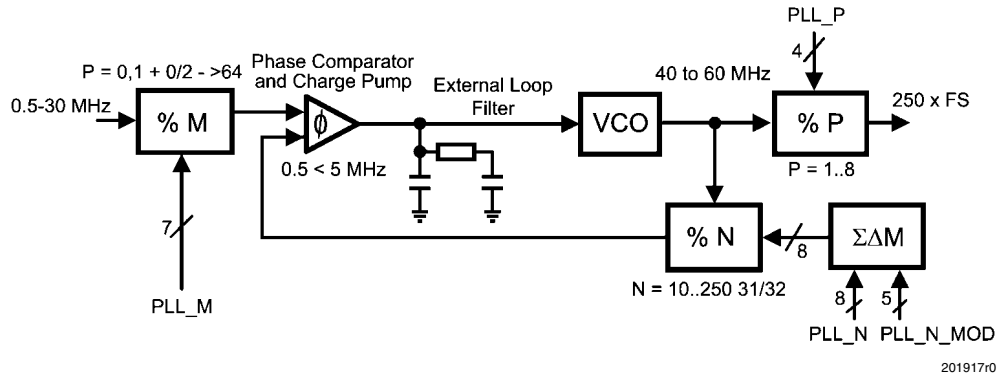 PLL_P
4
P = 0,1 + 0/2 - >64
Phase Comparator
and Charge Pump
External Loop
Filter
40 to 60 MHz
0.5-30 MHz
% M
ϕ
VCO
% P
250 x FS
0.5 < 5 MHz
P = 1..8
7
% N
8
ΣΔM
N = 10..250 31/32
PLL_M
8
5
PLL_N
PLL_N_MOD
201917r0